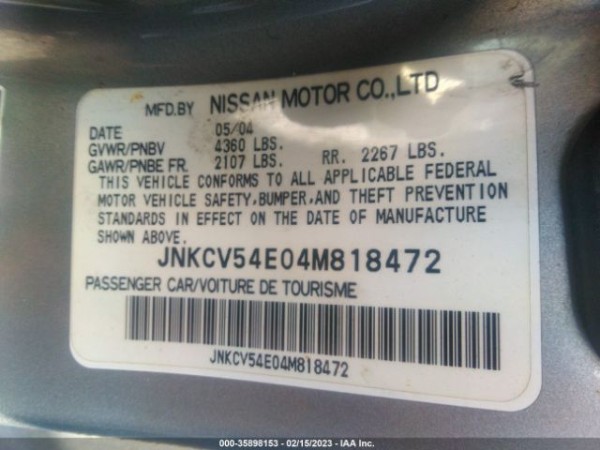 MFD.BY NISSAN MOTOR CO.,LTD
DATE 05/04
GVWR/PNBV 4360 LBS.
GAWR/PNBE FR. 2107 LBS. RR. 2267 LBS.
THIS VEHICLE CONFORMS TO ALL APPLICABLE FEDERAL
MOTOR VEHICLE SAFETY,BUMPER,AND THEFT PREVENTION
STANDARDS IN EFFECT ON THE DATE OF MANUFACTURE
SHOWN ABOVE.
JNKCV54E04M818472
PASSENGER CAR/VOITURE DE TOURISME
JNKCV54E04M818472
000-35898153 - 02/15/2023 - IAA Inc.